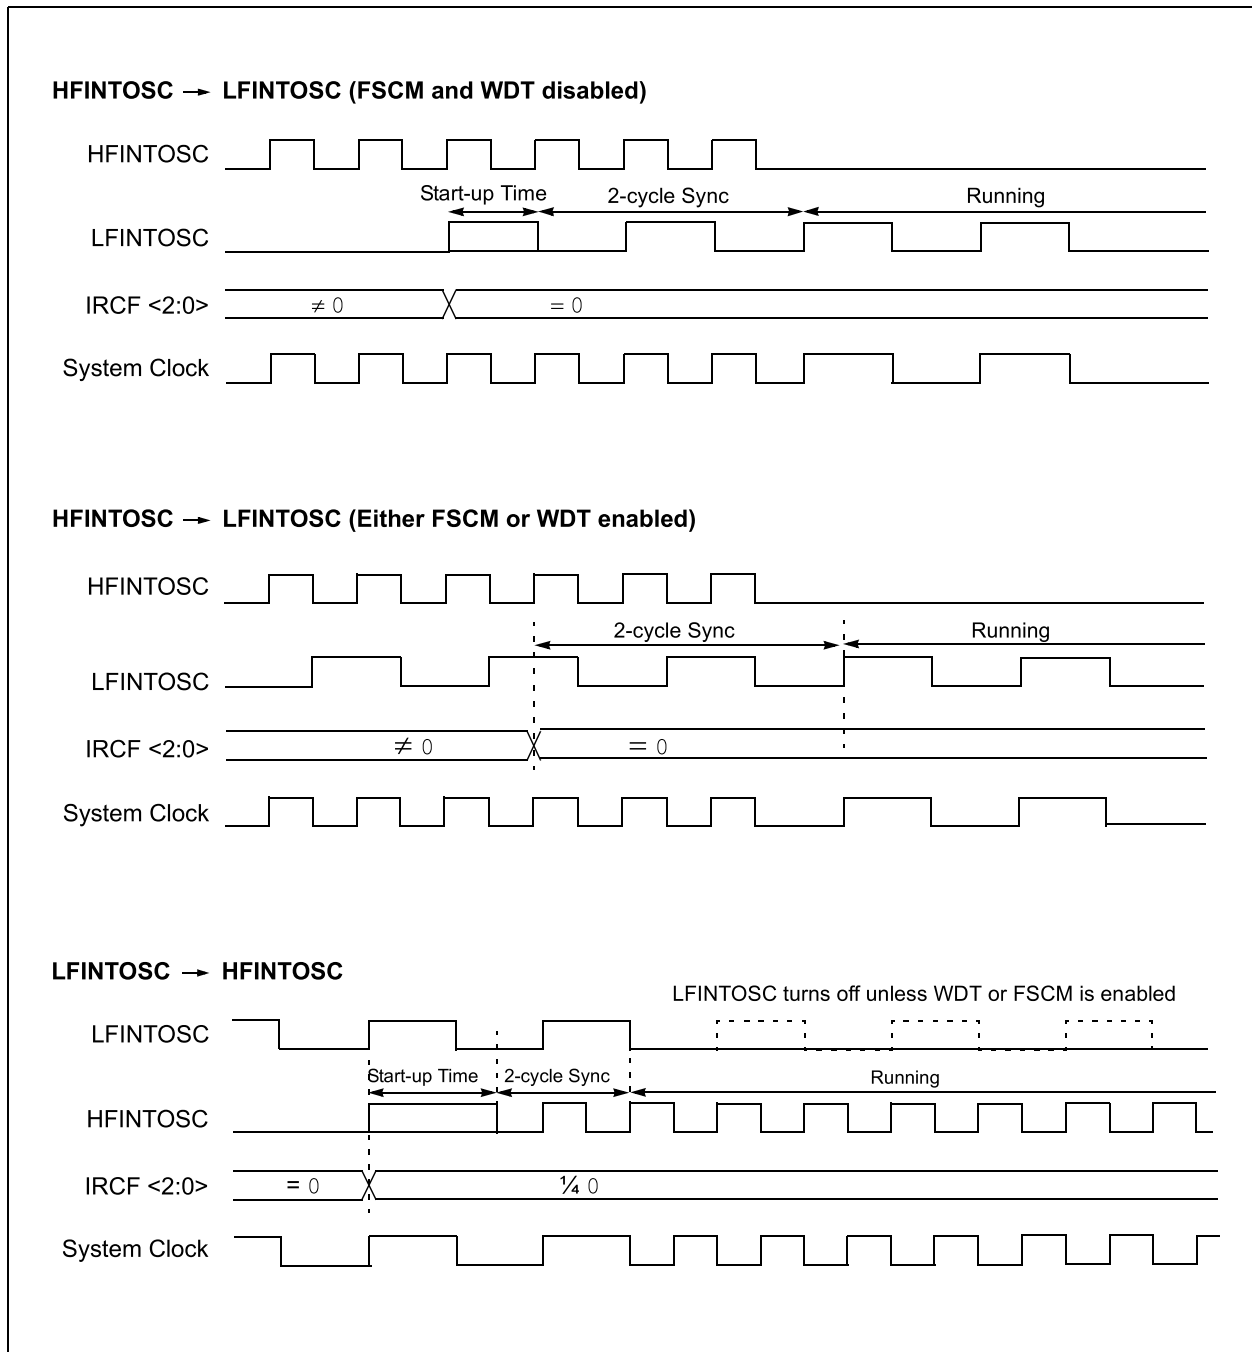 HFINTOSC → LFINTOSC (FSCM and WDT disabled)
HFINTOSC
Start-up Time 2-cycle Sync Running
LFINTOSC
IRCF <2:0> ≠ 0 = 0
System Clock
HFINTOSC → LFINTOSC (Either FSCM or WDT enabled)
HFINTOSC
2-cycle Sync Running
LFINTOSC
IRCF <2:0> ≠ 0 = 0
System Clock
LFINTOSC → HFINTOSC
LFINTOSC turns off unless WDT or FSCM is enabled
LFINTOSC
Start-up Time 2-cycle Sync Running
HFINTOSC
IRCF <2:0> = 0 ¼ 0
System Clock